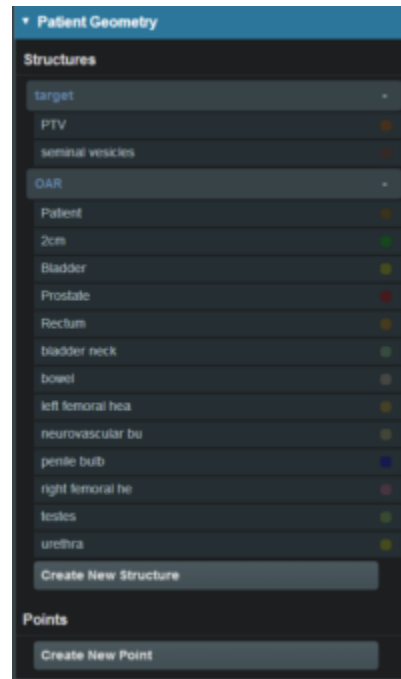 Patient Geometry
Structures
target -
PTV
seminal vesicles
OAR -
Patient
2cm
Bladder
Prostate
Rectum
bladder neck
bowel
left femoral hea
neurovascular bu
penile bulb
right femoral he
testes
urethra
Create New Structure
Points
Create New Point